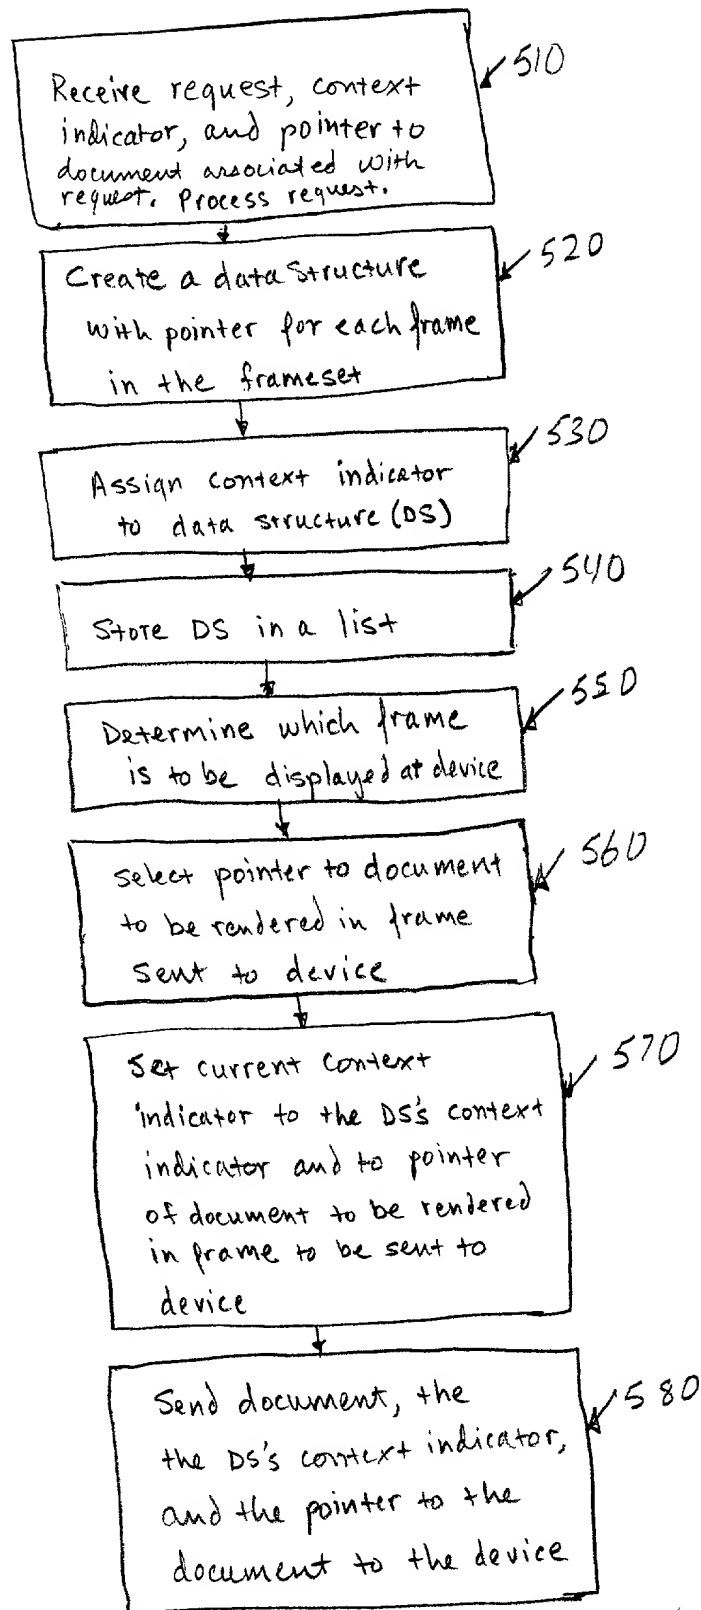 Receive request, context
indicator, and pointer to
document associated with
request. Process request.
510
Create a data structure
with pointer for each frame
in the frameset
520
Assign context indicator
to data structure (DS)
530
Store DS in a list
540
Determine which frame
is to be displayed at device
550
Select pointer to document
to be rendered in frame
sent to device
560
Set current context
indicator to the DS's context
indicator and to pointer
of document to be rendered
in frame to be sent to
device
570
Send document, the
the DS's context indicator,
and the pointer to the
document to the device
580